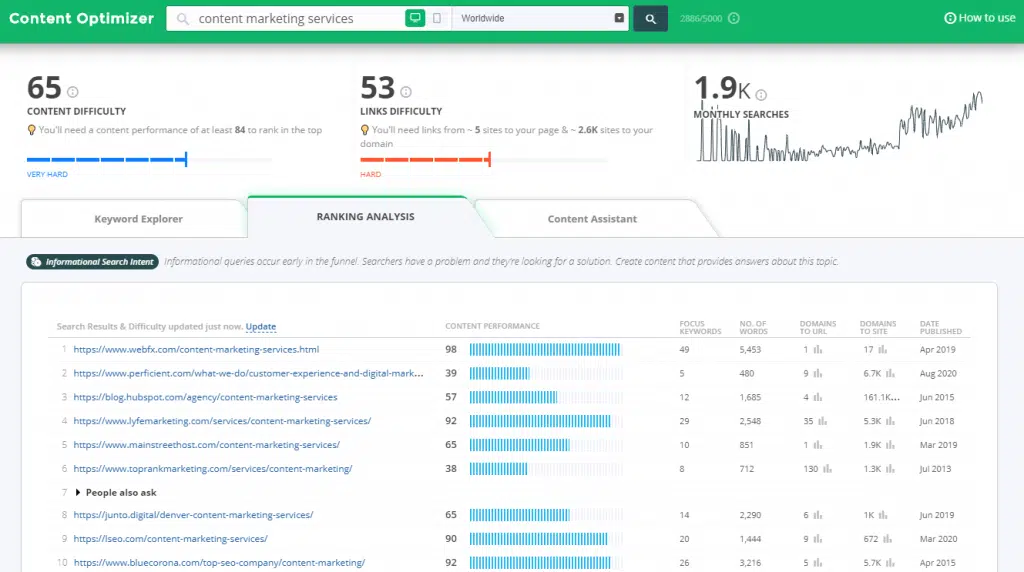 Content Optimizer
content marketing services
Worldwide
2886/5000
How to use
65
CONTENT DIFFICULTY
You'll need a content performance of at least 84 to rank in the top
VERY HARD
53
LINKS DIFFICULTY
You'll need links from ~ 5 sites to your page & ~ 2.6K sites to your
domain
HARD
1.9K
MONTHLY SEARCHES
Keyword Explorer
RANKING ANALYSIS
Content Assistant
Informational Search Intent Informational queries occur early in the funnel. Searchers have a problem and they're looking for a solution. Create content that provides answers about this topic.
Search Results & Difficulty updated just now. Update
CONTENT PERFORMANCE
FOCUS KEYWORDS
NO. OF WORDS
DOMAINS TO URL
DOMAINS TO SITE
DATE PUBLISHED
1 https://www.webfx.com/content-marketing-services.html 98 49 5,453 1 17 Apr 2019
2 https://www.perficient.com/what-we-do/customer-experience-and-digital-mark... 39 5 480 9 6.7K Aug 2020
3 https://blog.hubspot.com/agency/content-marketing-services 57 12 1,685 4 161.1K... Jun 2015
4 https://www.lyfemarketing.com/services/content-marketing-services/ 92 29 2,548 35 5.3K Jun 2018
5 https://www.mainstreethost.com/content-marketing-services/ 65 10 851 1 1.9K Mar 2019
6 https://www.toprankmarketing.com/services/content-marketing/ 38 8 712 130 1.3K Jul 2013
7 People also ask
8 https://junto.digital/denver-content-marketing-services/ 65 14 2,290 6 1K Jun 2019
9 https://lseo.com/content-marketing-services/ 90 20 1,444 9 672 Mar 2020
10 https://www.bluecorona.com/top-seo-company/content-marketing/ 92 26 3,216 5 5.7K Apr 2015